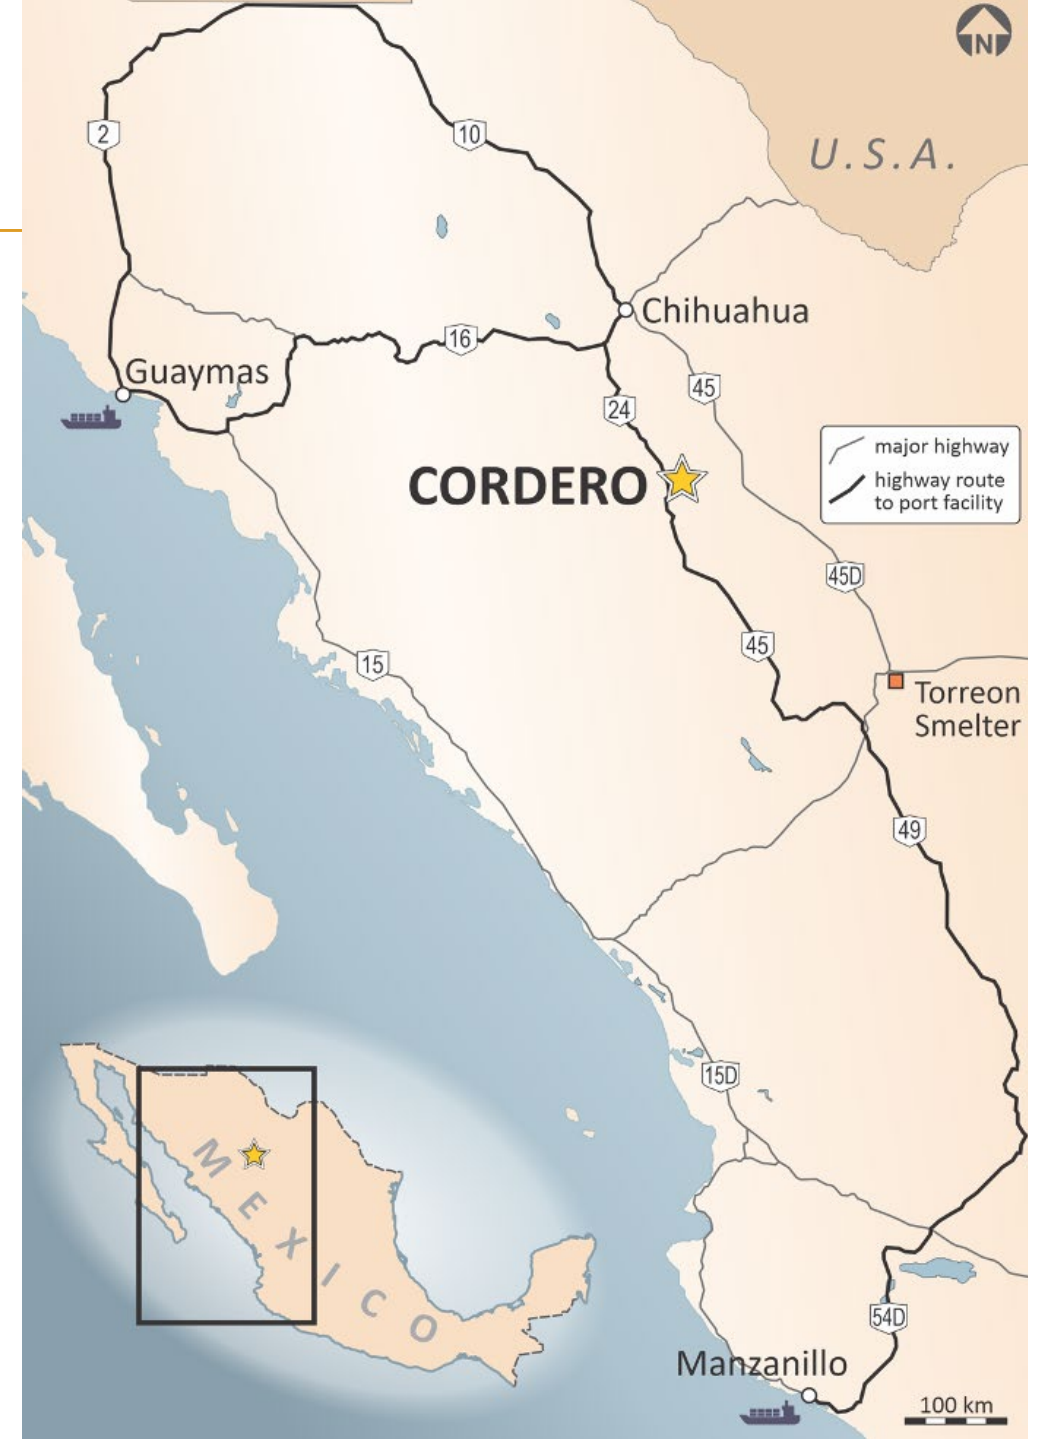 N
U.S.A.
2
10
Chihuahua
16
Guaymas
45
24
major highway
highway route
to port facility
CORDERO
45D
45
15
Torreon
Smelter
49
15D
MEXICO
54D
Manzanillo
100 km